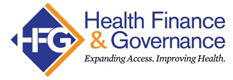 HFG
Health Finance
& Governance
Expanding Access. Improving Health.